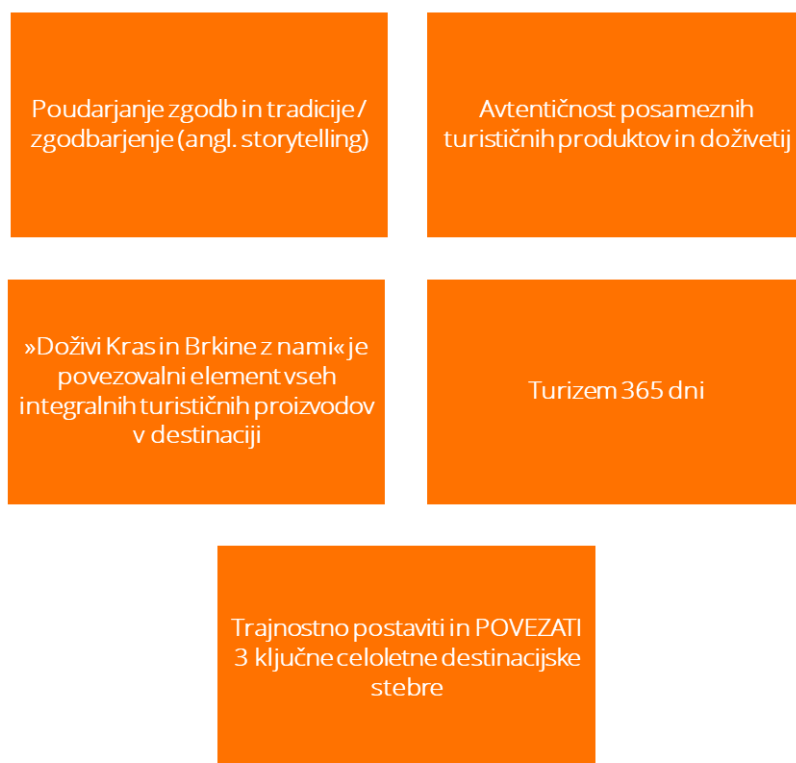 Poudarjanje zgodb in tradicije /
zgodbarjenje (angl. storytelling)
Avtentičnost posameznih
turističnih produktov in doživetij
»Doživi Kras in Brkine z nami« je
povezovalni element vseh
integralnih turističnih proizvodov
v destinaciji
Turizem 365 dni
Trajnostno postaviti in POVEZATI
3 ključne celoletne destinacijske
stebre